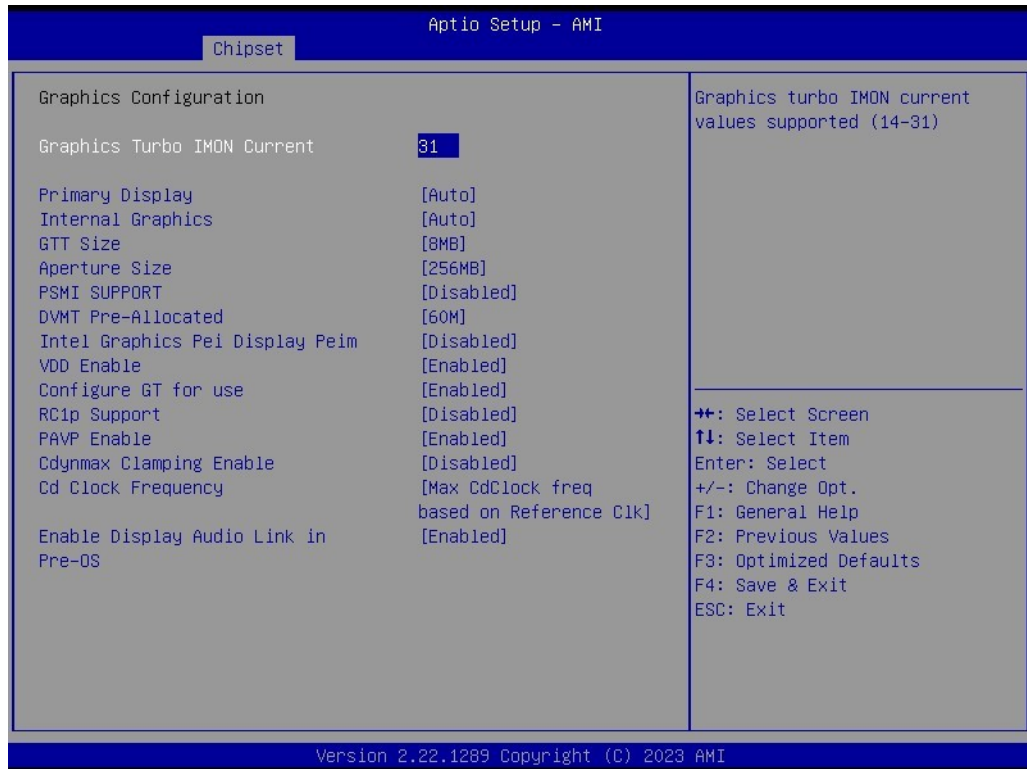 Aptio Setup – AMI
Chipset
Graphics Configuration
Graphics Turbo IMON Current 31
Primary Display [Auto]
Internal Graphics [Auto]
GTT Size [8MB]
Aperture Size [256MB]
PSMI SUPPORT [Disabled]
DVMT Pre-Allocated [60M]
Intel Graphics Pei Display Peim [Disabled]
VDD Enable [Enabled]
Configure GT for use [Enabled]
RC1p Support [Disabled]
PAVP Enable [Enabled]
Cdynmax Clamping Enable [Disabled]
Cd Clock Frequency [Max CdClock freq
based on Reference Clk]
Enable Display Audio Link in [Enabled]
Pre-OS
Graphics turbo IMON current
values supported (14-31)
→←: Select Screen
↑↓: Select Item
Enter: Select
+/-: Change Opt.
F1: General Help
F2: Previous Values
F3: Optimized Defaults
F4: Save & Exit
ESC: Exit
Version 2.22.1289 Copyright (C) 2023 AMI